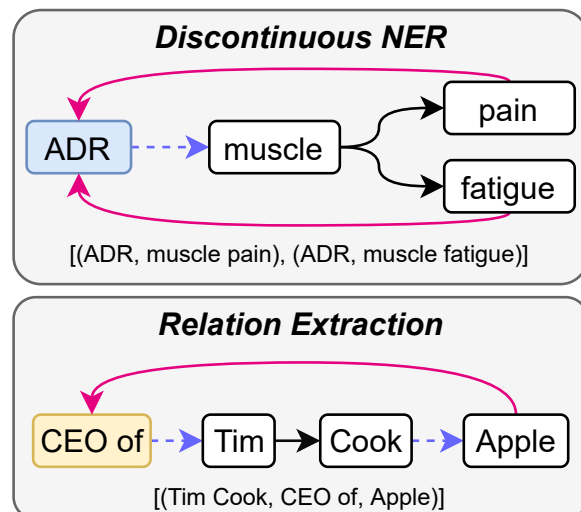 Discontinuous NER
pain
ADR muscle
fatigue
[(ADR, muscle pain), (ADR, muscle fatigue)]
Relation Extraction
CEO of Tim Cook Apple
[(Tim Cook, CEO of, Apple)]